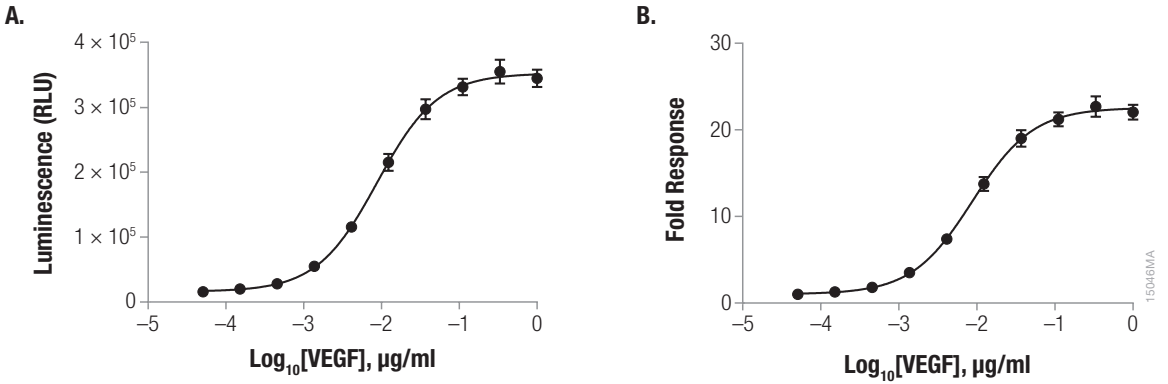 A.
4 × 10⁵
3 × 10⁵
2 × 10⁵
1 × 10⁵
0
Luminescence (RLU)
–5 –4 –3 –2 –1 0
Log₁₀[VEGF], µg/ml
B.
30
20
10
0
Fold Response
–5 –4 –3 –2 –1 0
Log₁₀[VEGF], µg/ml
15046MA